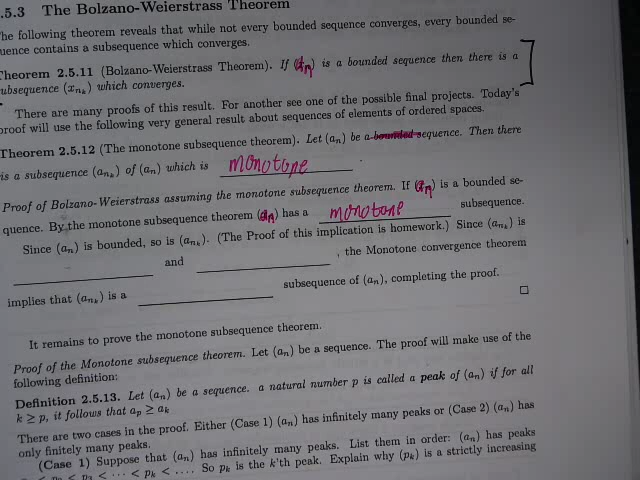 .5.3 The Bolzano-Weierstrass Theorem
he following theorem reveals that while not every bounded sequence converges, every bounded se-
uence contains a subsequence which converges.
Theorem 2.5.11 (Bolzano-Weierstrass Theorem). If (an) is a bounded sequence then there is a
ubsequence (xnk) which converges.
There are many proofs of this result. For another see one of the possible final projects. Today's
proof will use the following very general result about sequences of elements of ordered spaces.
Theorem 2.5.12 (The monotone subsequence theorem). Let (an) be a bounded sequence. Then there
is a subsequence (ank) of (an) which is monotone
Proof of Bolzano-Weierstrass assuming the monotone subsequence theorem. If (an) is a bounded se-
quence. By the monotone subsequence theorem (an) has a monotone subsequence.
Since (an) is bounded, so is (ank). (The Proof of this implication is homework.) Since (ank) is
and , the Monotone convergence theorem
implies that (ank) is a subsequence of (an), completing the proof.
□
It remains to prove the monotone subsequence theorem.
Proof of the Monotone subsequence theorem. Let (an) be a sequence. The proof will make use of the
following definition:
Definition 2.5.13. Let (an) be a sequence. a natural number p is called a peak of (an) if for all
k ≥ p, it follows that ap ≥ ak
There are two cases in the proof. Either (Case 1) (an) has infinitely many peaks or (Case 2) (an) has
only finitely many peaks.
(Case 1) Suppose that (an) has infinitely many peaks. List them in order: (an) has peaks
< ⋯ < pk < .... So pk is the k'th peak. Explain why (pk) is a strictly increasing